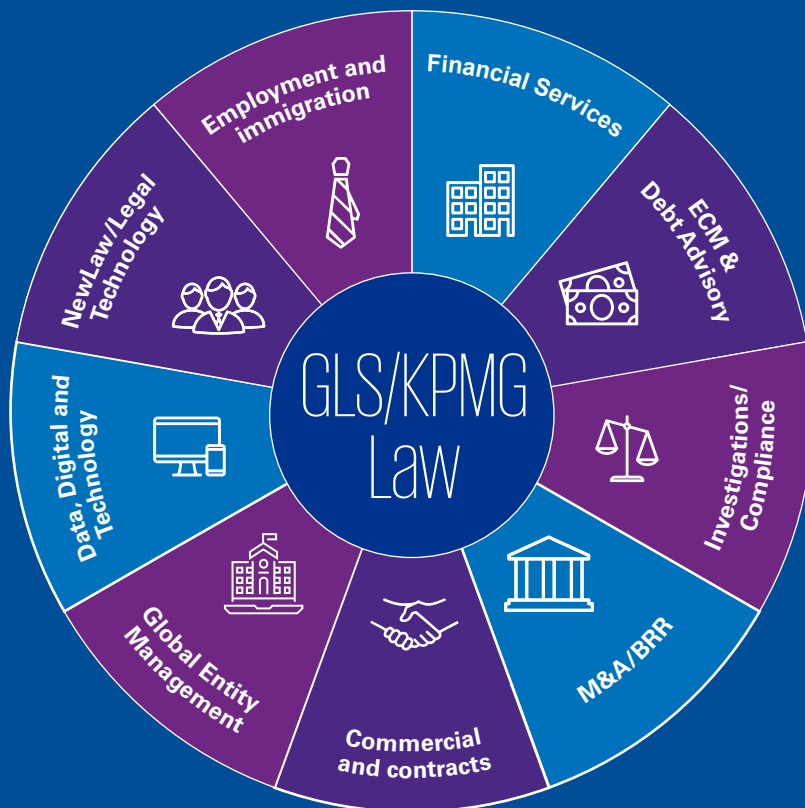 GLS/KPMG
Law
Financial Services
ECM &
Debt Advisory
Investigations/
Compliance
M&A/BRR
Commercial
and contracts
Global Entity
Management
Data, Digital and
Technology
NewLaw/Legal
Technology
Employment and
immigration